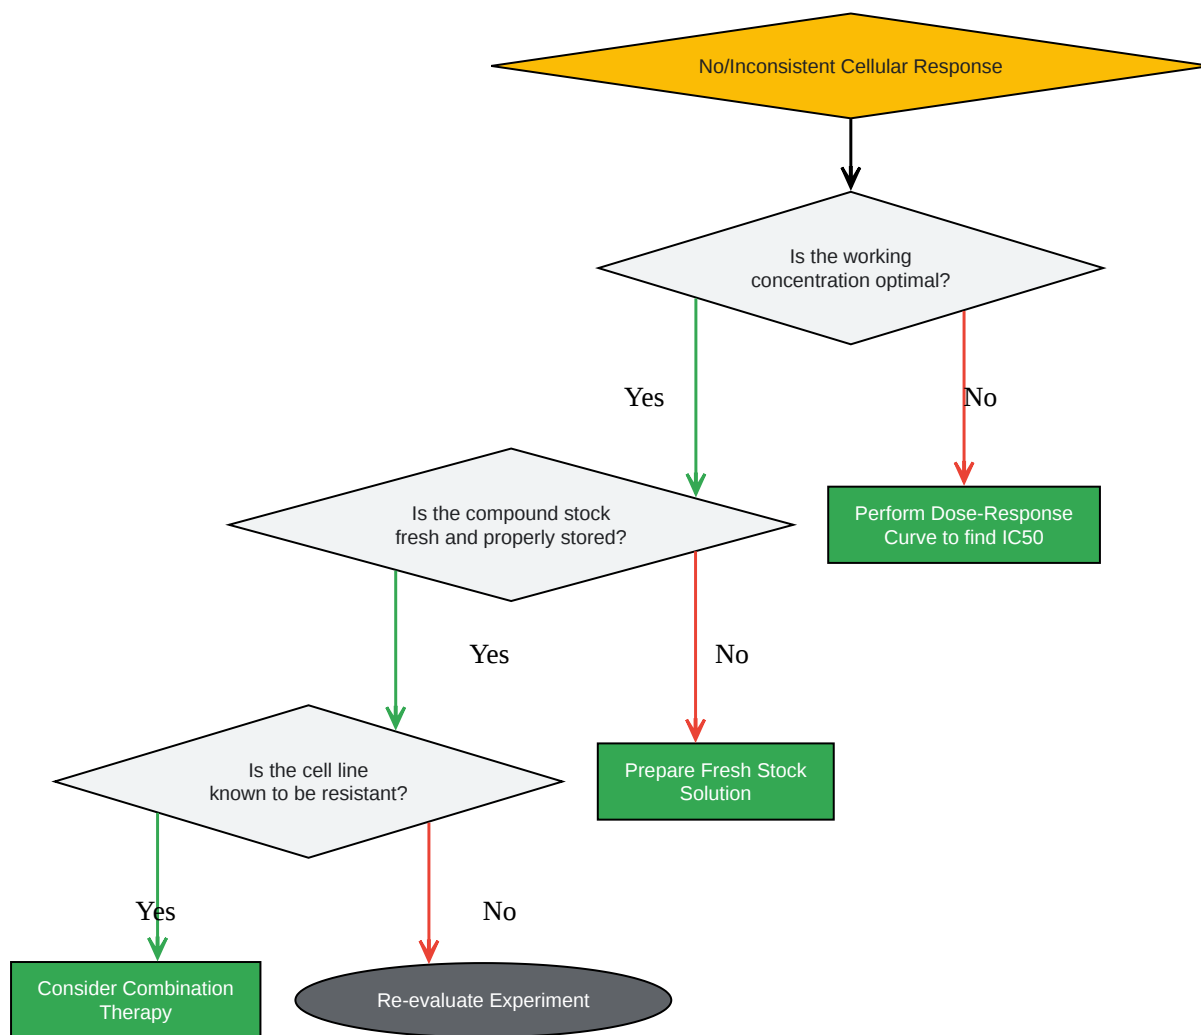 No/Inconsistent Cellular Response
Is the working
concentration optimal?
Yes
No
Is the compound stock
fresh and properly stored?
Perform Dose-Response
Curve to find IC50
Yes
No
Is the cell line
known to be resistant?
Prepare Fresh Stock
Solution
Yes
No
Consider Combination
Therapy
Re-evaluate Experiment